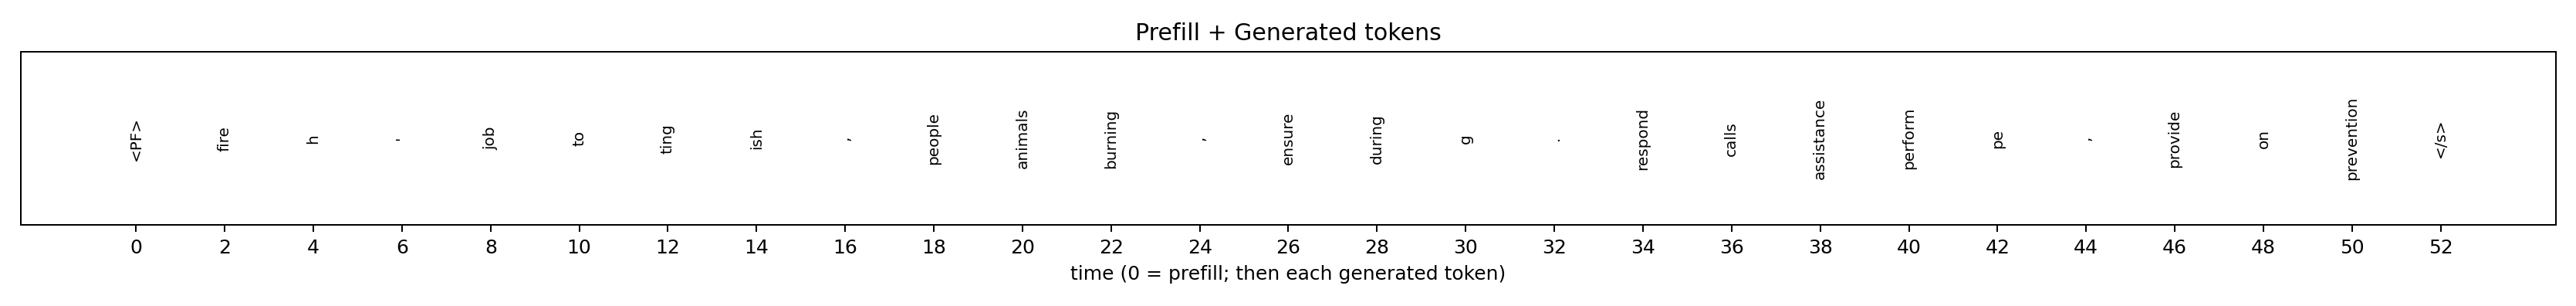 Prefill + Generated tokens
<PF> fire h - job to ting ish , people animals burning , ensure during g . respond calls assistance perform pe , provide on prevention </s>
0 2 4 6 8 10 12 14 16 18 20 22 24 26 28 30 32 34 36 38 40 42 44 46 48 50 52
time (0 = prefill; then each generated token)